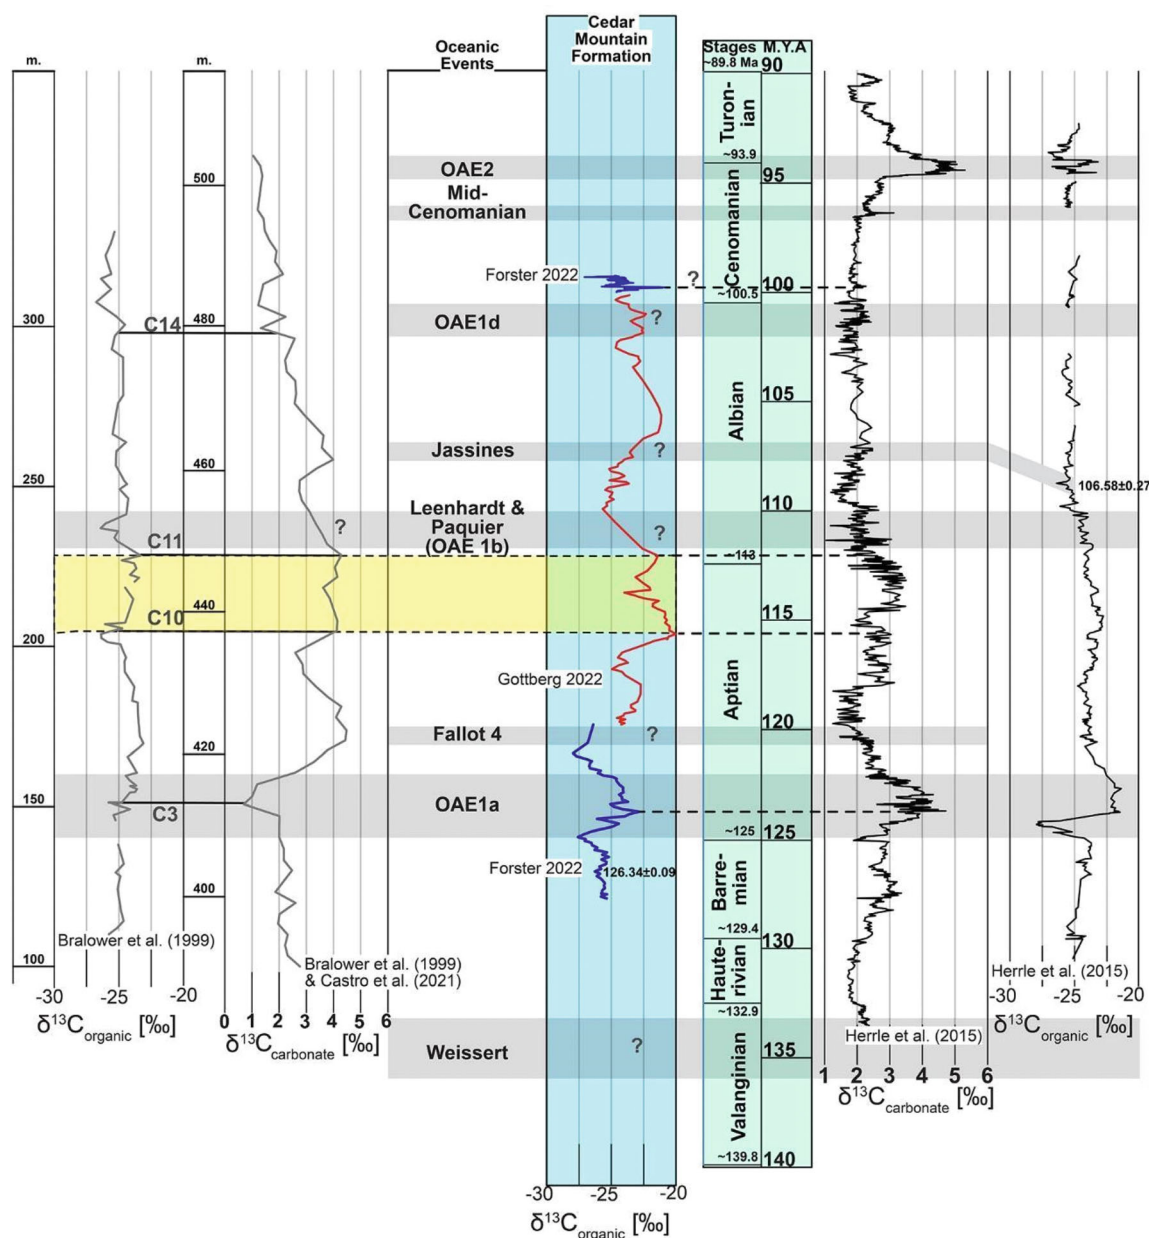 Cedar
Mountain
Formation
Oceanic
Events
Stages M.Y.A
~89.8 Ma 90
m.
m.
Turon-
ian
~93.9
OAE2
95
500
Mid-
Cenomanian
Cenomanian
Forster 2022
?
100
~100.5
300
C14
480
OAE1d
?
105
Albian
Jassines
?
460
250
106.58±0.27
110
Leenhardt &
Paquier
(OAE 1b)
?
?
C11
~113
115
C10
440
200
Gottberg 2022
Aptian
120
Fallot 4
?
420
OAE1a
150
C3
~125
125
Forster 2022
126.34±0.09
Barre-
mian
400
~129.4
130
Bralower et al. (1999)
Bralower et al. (1999)
& Castro et al. (2021)
100
Haute-
rivian
Herrle et al. (2015)
-30 -25 -20
δ¹³Corganic [‰]
0 1 2 3 4 5 6
δ¹³Ccarbonate [‰]
~132.9
Herrle et al. (2015)
-30 -25 -20
δ¹³Corganic [‰]
Weissert
?
135
1 2 3 4 5 6
δ¹³Ccarbonate [‰]
Valanginian
~139.8
140
-30 -25 -20
δ¹³Corganic [‰]